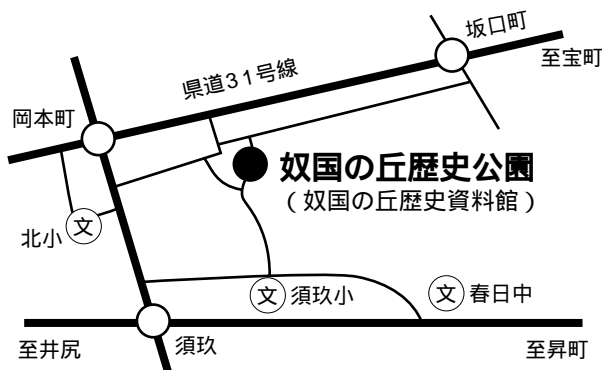 坂口町
至宝町
県道31号線
岡本町
奴国の丘歴史公園
(奴国の丘歴史資料館)
文
北小
文 須玖小
文 春日中
至井尻
須玖
至昇町